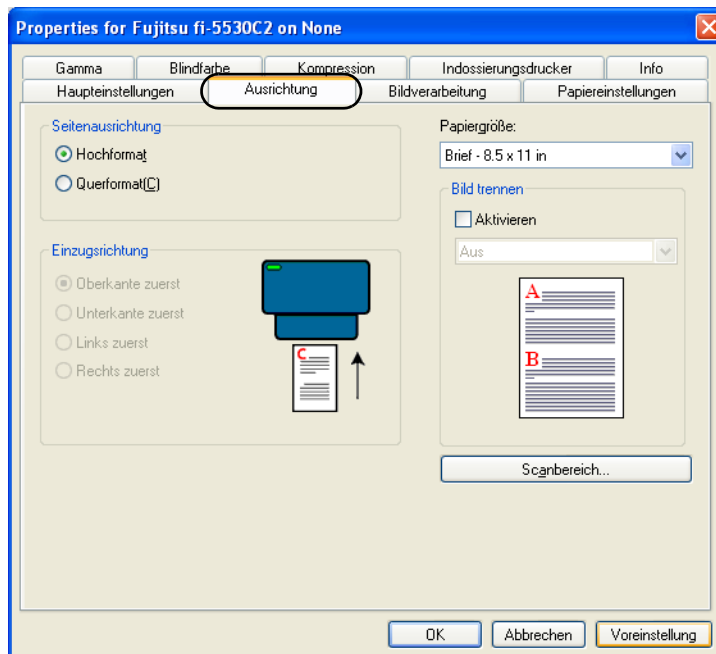 Properties for Fujitsu fi-5530C2 on None
Gamma Blindfarbe Kompression Indossierungsdrucker Info
Haupteinstellungen Ausrichtung Bildverarbeitung Papiereinstellungen
Seitenausrichtung
Hochformat
Querformat(C)
Papiergröße:
Brief - 8.5 x 11 in
Bild trennen
Aktivieren
Aus
Einzugsrichtung
Oberkante zuerst
Unterkante zuerst
Links zuerst
Rechts zuerst
C
A
B
Scanbereich...
OK Abbrechen Voreinstellung